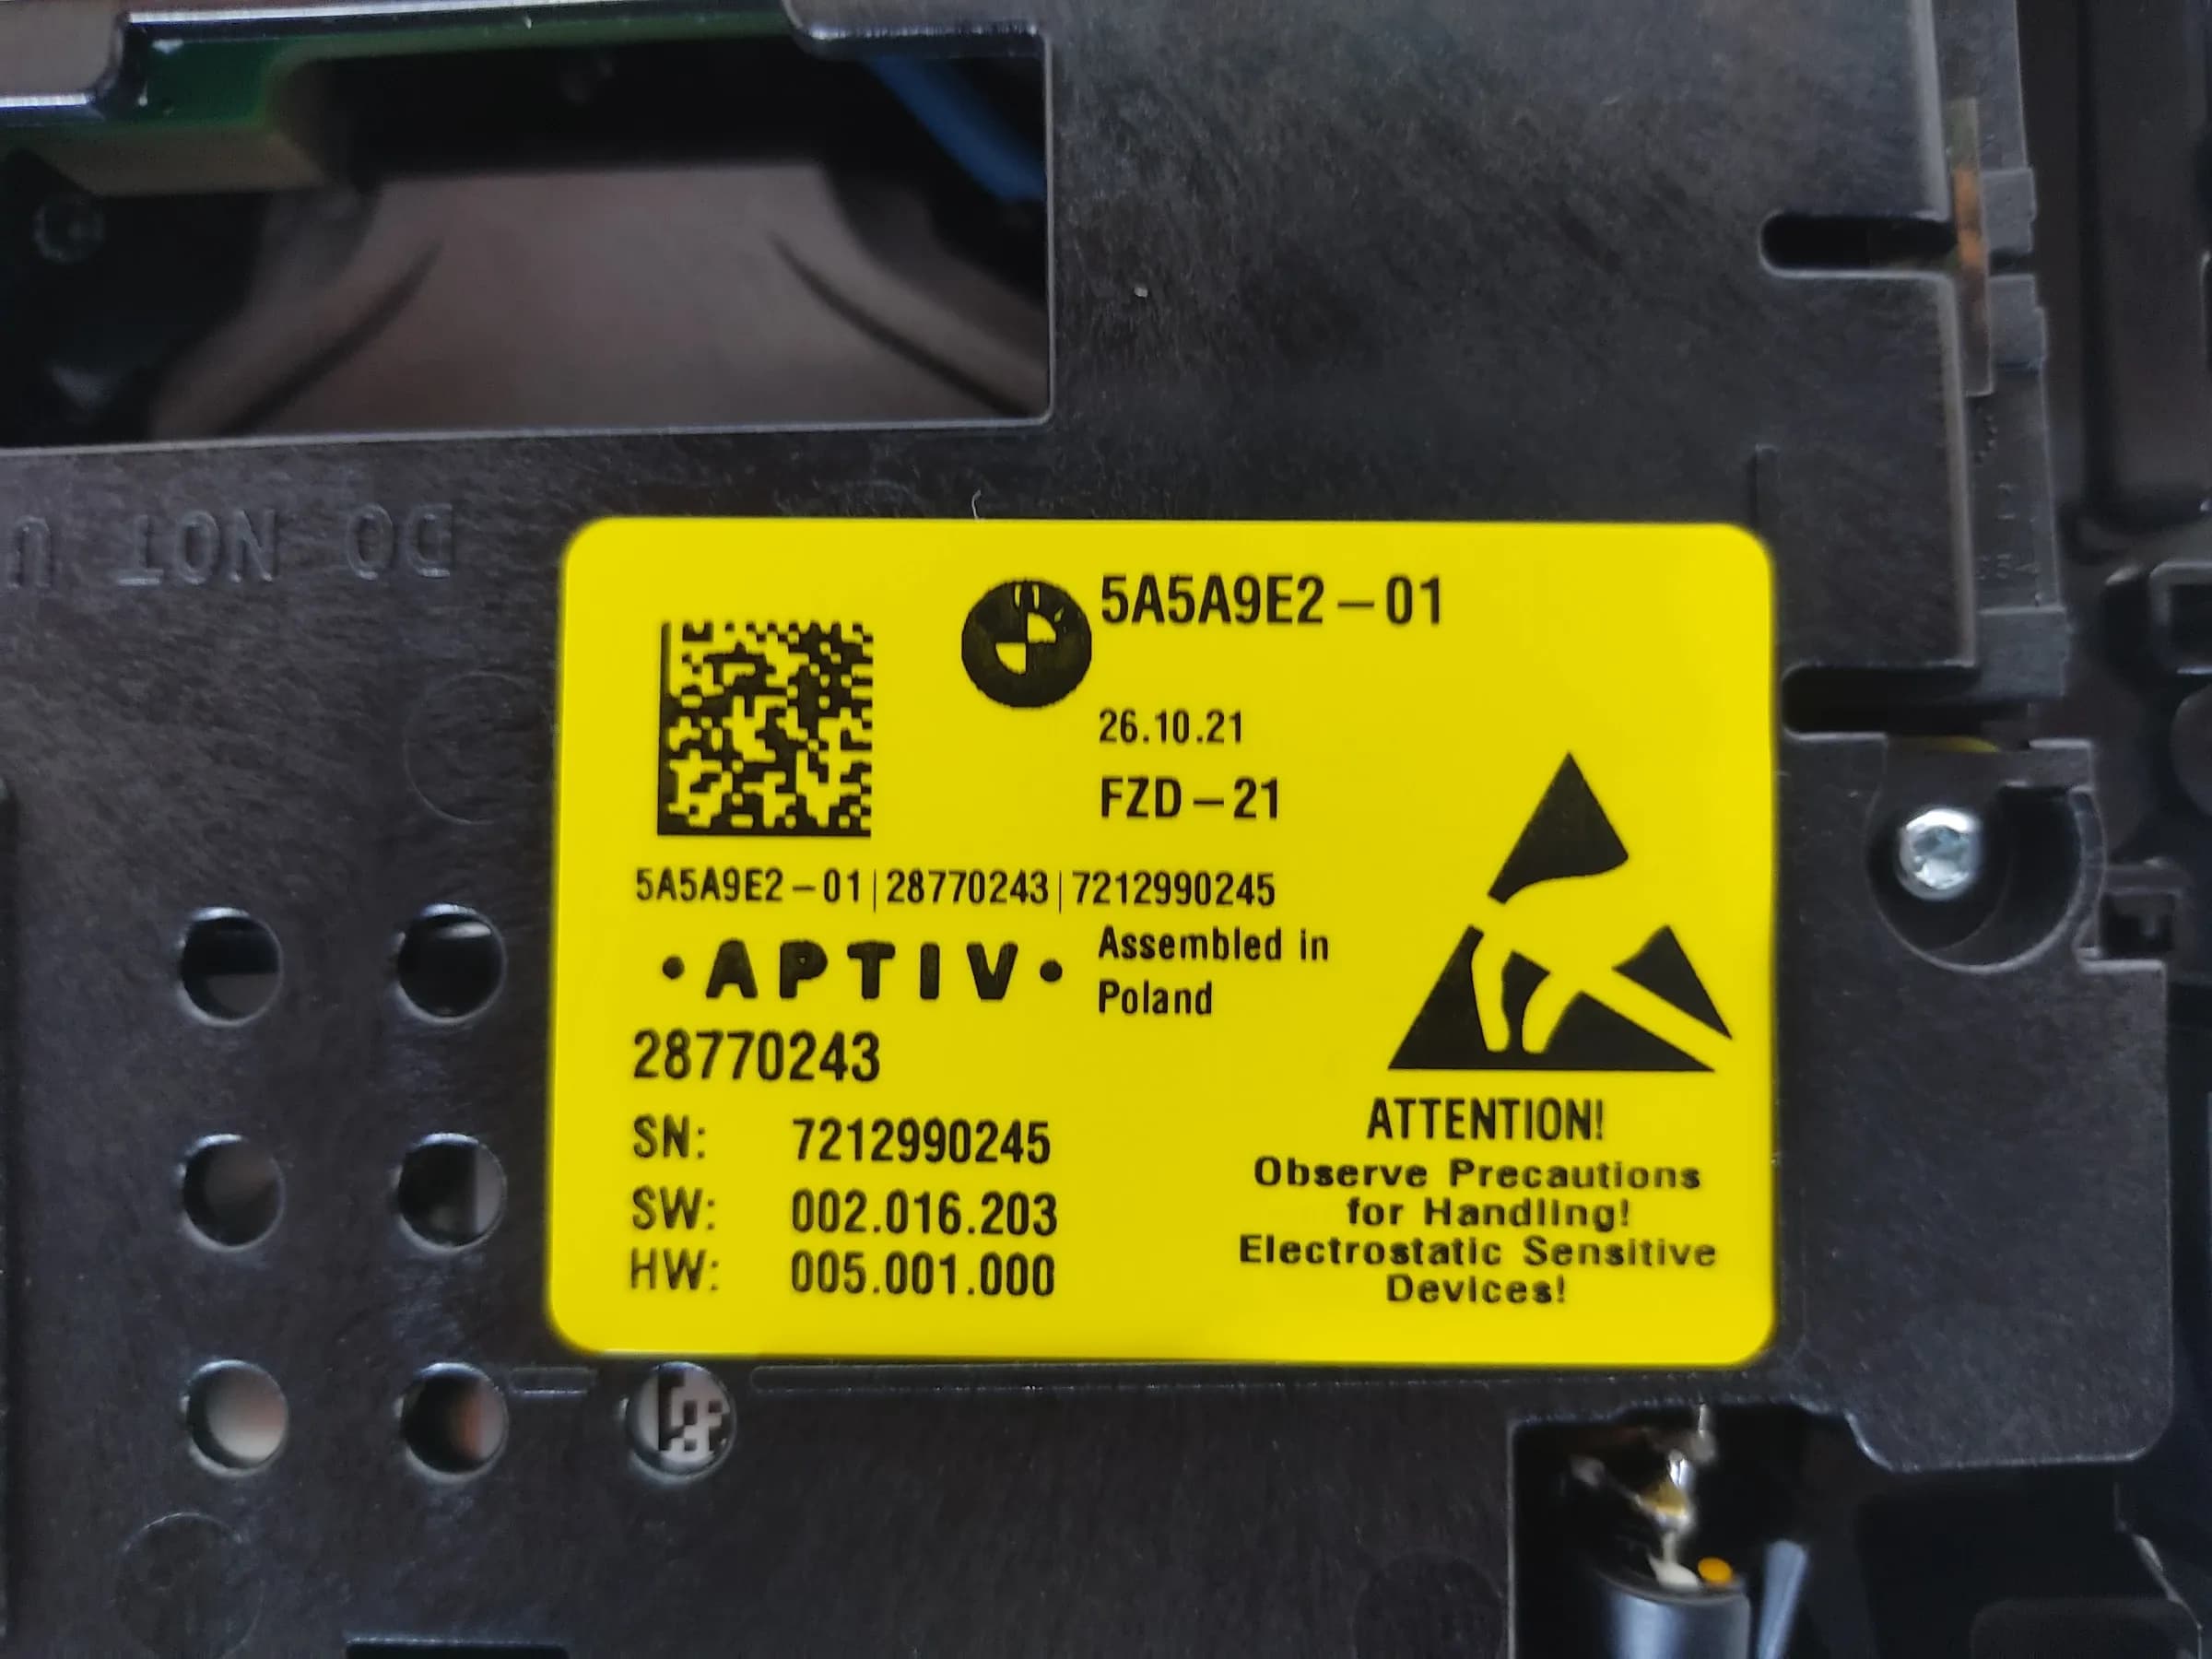 DO NOT U
5A5A9E2-01
26.10.21
FZD-21
5A5A9E2-01|28770243|7212990245
•APTIV•
Assembled in
Poland
28770243
SN: 7212990245
SW: 002.016.203
HW: 005.001.000
ATTENTION!
Observe Precautions
for Handling!
Electrostatic Sensitive
Devices!